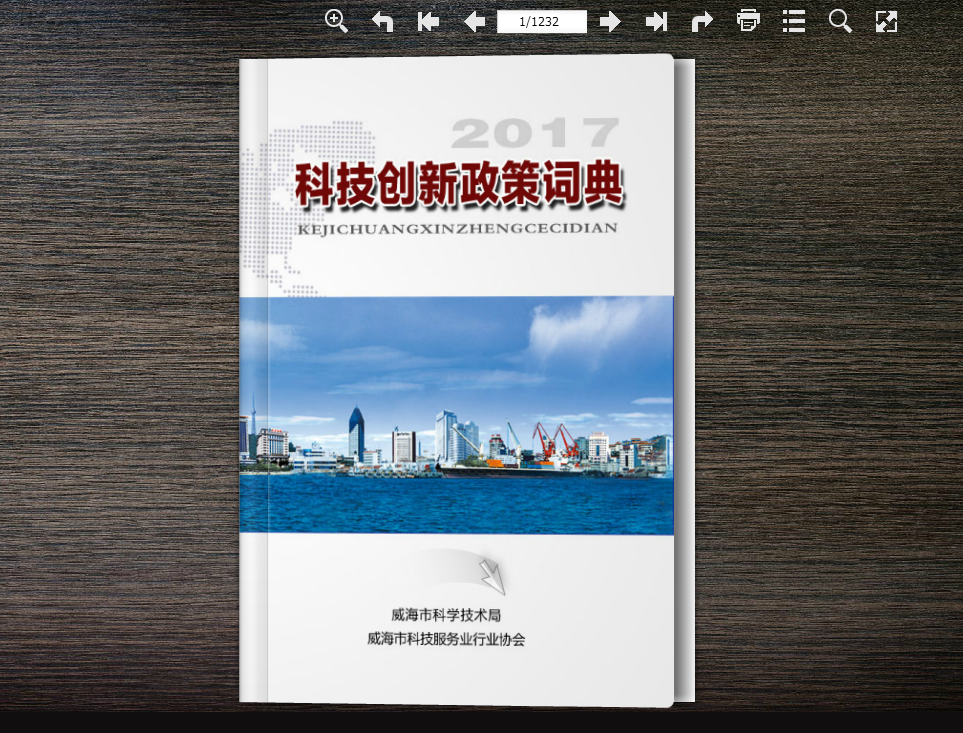 1/1232
2017
科技创新政策词典
KEJICHUANGXINZHENGCECIDIAN
威海市科学技术局
威海市科技服务业行业协会